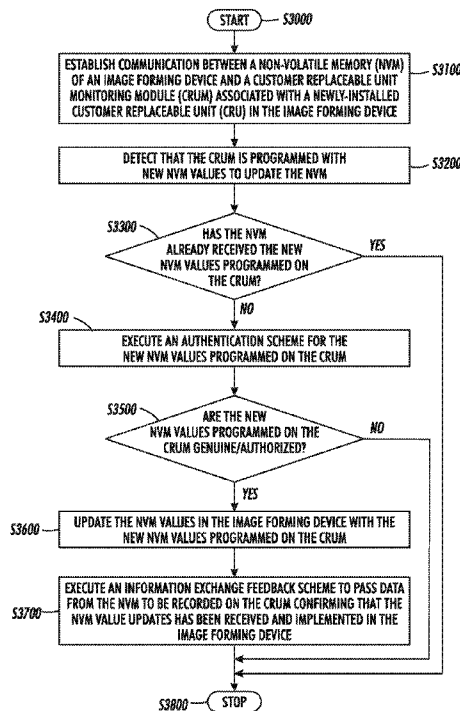 START
S3000
ESTABLISH COMMUNICATION BETWEEN A NON-VOLATILE MEMORY (NVM)
OF AN IMAGE FORMING DEVICE AND A CUSTOMER REPLACEABLE UNIT
MONITORING MODULE (CRUM) ASSOCIATED WITH A NEWLY-INSTALLED
CUSTOMER REPLACEABLE UNIT (CRU) IN THE IMAGE FORMING DEVICE
S3100
DETECT THAT THE CRUM IS PROGRAMMED WITH
NEW NVM VALUES TO UPDATE THE NVM
S3200
S3300
HAS THE NVM
ALREADY RECEIVED THE NEW
NVM VALUES PROGRAMMED ON
THE CRUM?
YES
NO
S3400
EXECUTE AN AUTHENTICATION SCHEME FOR THE
NEW NVM VALUES PROGRAMMED ON THE CRUM
S3500
ARE THE NEW
NVM VALUES PROGRAMMED ON THE
CRUM GENUINE/AUTHORIZED?
NO
YES
S3600
UPDATE THE NVM VALUES IN THE IMAGE FORMING DEVICE WITH THE
NEW NVM VALUES PROGRAMMED ON THE CRUM
S3700
EXECUTE AN INFORMATION EXCHANGE FEEDBACK SCHEME TO PASS DATA
FROM THE NVM TO BE RECORDED ON THE CRUM CONFIRMING THAT THE
NVM VALUE UPDATES HAS BEEN RECEIVED AND IMPLEMENTED IN THE
IMAGE FORMING DEVICE
S3800
STOP